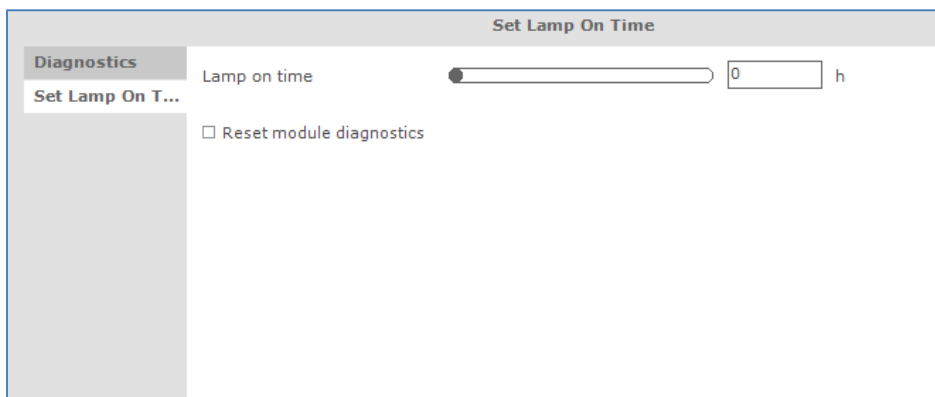 Set Lamp On Time
Diagnostics
Set Lamp On T...
Lamp on time 0 h
Reset module diagnostics